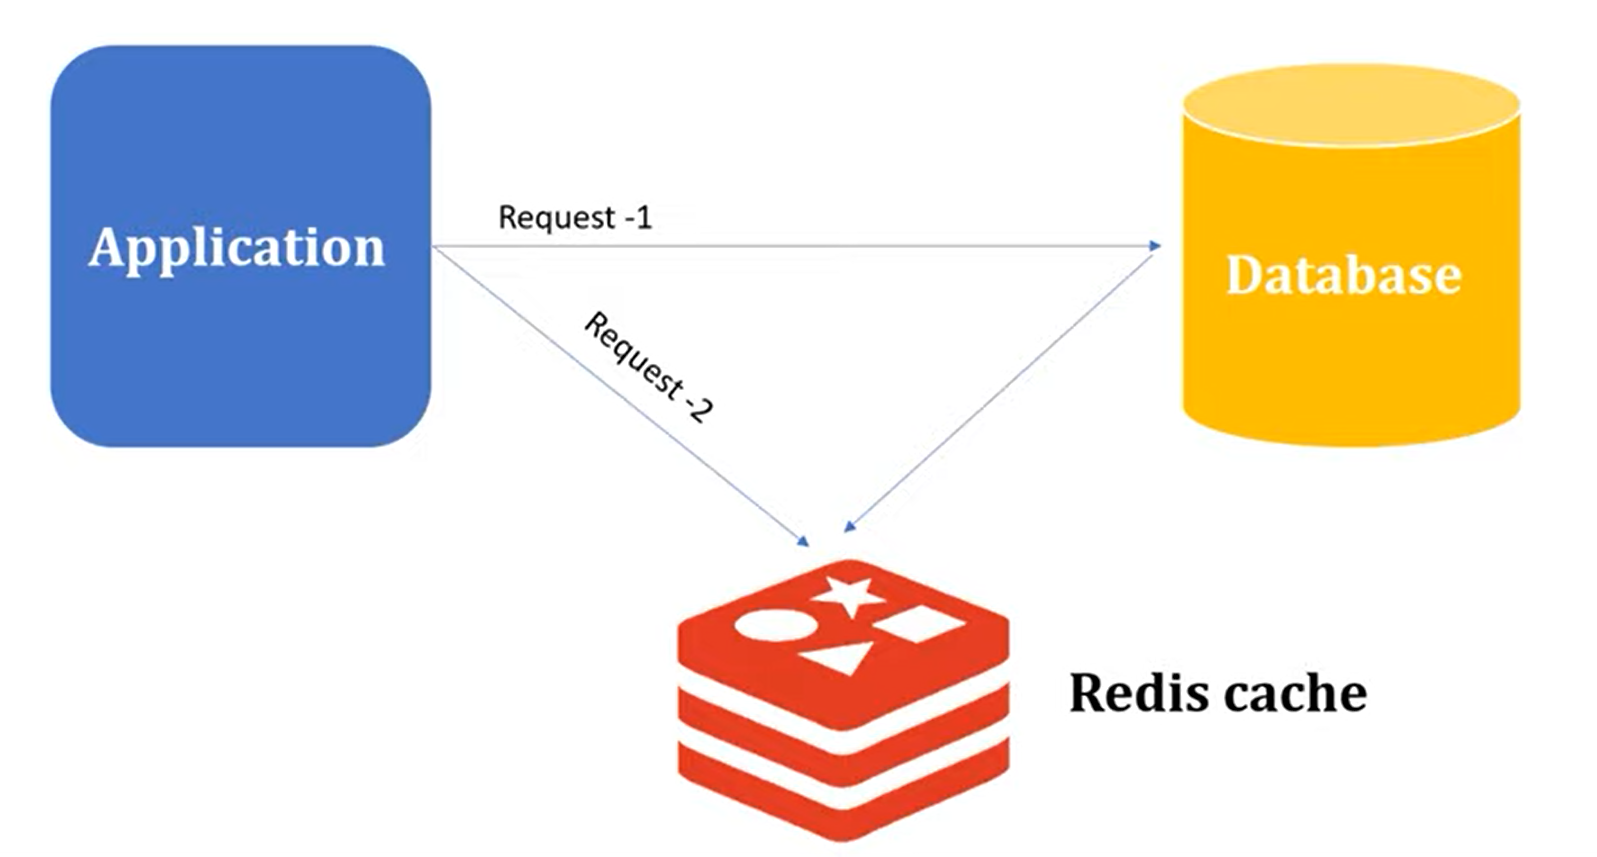 Application
Request -1
Database
Request -2
Redis cache